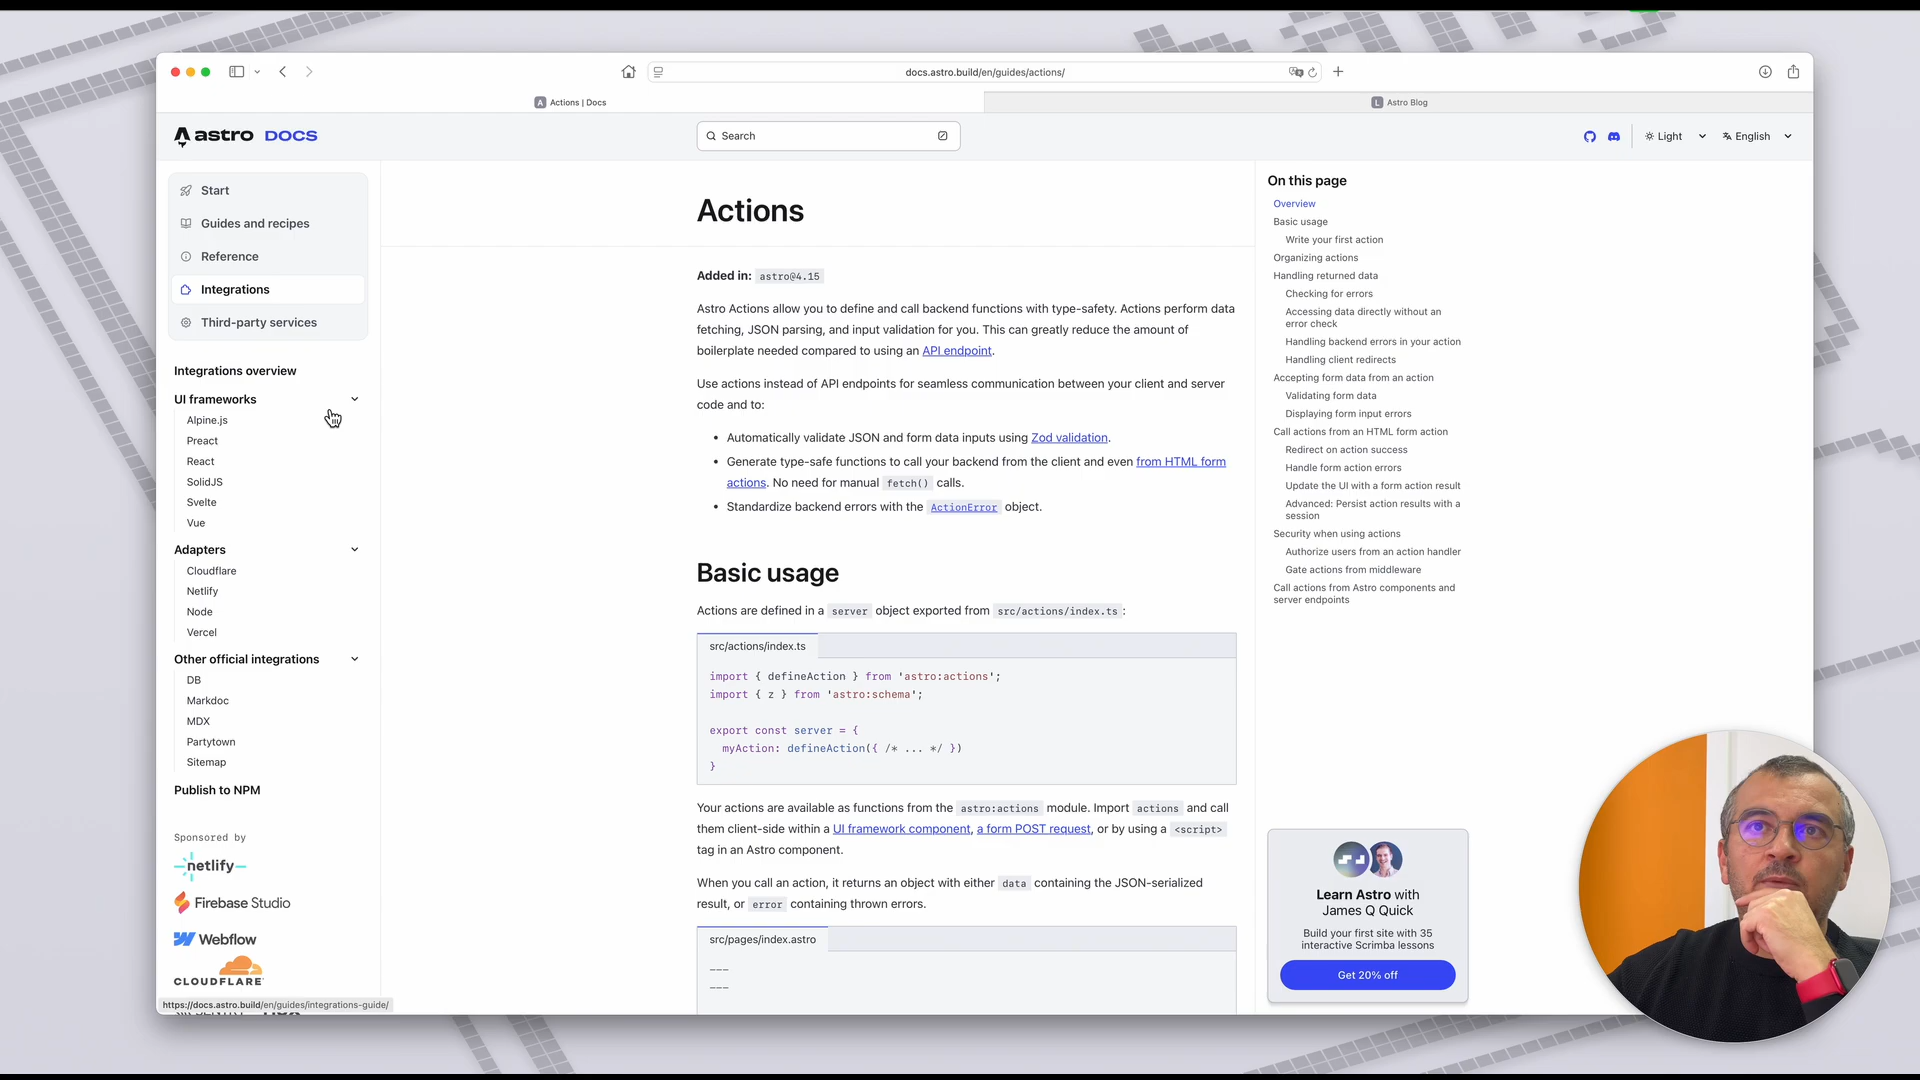 docs.astro.build/en/guides/actions/
Actions | Docs
Astro Blog
astro DOCS
Search
Light
English
Start
Guides and recipes
Reference
Integrations
Third-party services
Integrations overview
UI frameworks
Alpine.js
Preact
React
SolidJS
Svelte
Vue
Adapters
Cloudflare
Netlify
Node
Vercel
Other official integrations
DB
Markdoc
MDX
Partytown
Sitemap
Publish to NPM
Sponsored by
netlify
Firebase Studio
Webflow
CLOUDFLARE
https://docs.astro.build/en/guides/integrations-guide/
Actions
Added in: astro@4.15
Astro Actions allow you to define and call backend functions with type-safety. Actions perform data
fetching, JSON parsing, and input validation for you. This can greatly reduce the amount of
boilerplate needed compared to using an API endpoint.
Use actions instead of API endpoints for seamless communication between your client and server
code and to:
• Automatically validate JSON and form data inputs using Zod validation.
• Generate type-safe functions to call your backend from the client and even from HTML form
actions. No need for manual fetch() calls.
• Standardize backend errors with the ActionError object.
Basic usage
Actions are defined in a server object exported from src/actions/index.ts:
src/actions/index.ts
import { defineAction } from 'astro:actions';
import { z } from 'astro:schema';
export const server = {
myAction: defineAction({ /* ... */ })
}
Your actions are available as functions from the astro:actions module. Import actions and call
them client-side within a UI framework component, a form POST request, or by using a <script>
tag in an Astro component.
When you call an action, it returns an object with either data containing the JSON-serialized
result, or error containing thrown errors.
src/pages/index.astro
---
---
On this page
Overview
Basic usage
Write your first action
Organizing actions
Handling returned data
Checking for errors
Accessing data directly without an
error check
Handling backend errors in your action
Handling client redirects
Accepting form data from an action
Validating form data
Displaying form input errors
Call actions from an HTML form action
Redirect on action success
Handle form action errors
Update the UI with a form action result
Advanced: Persist action results with a
session
Security when using actions
Authorize users from an action handler
Gate actions from middleware
Call actions from Astro components and
server endpoints
Learn Astro with
James Q Quick
Build your first site with 35
interactive Scrimba lessons
Get 20% off